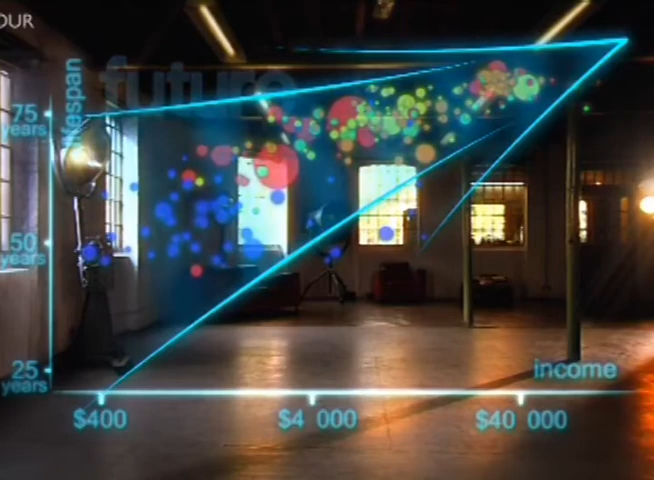 OUR
future
lifespan
75
years
50
years
25
years
income
$400
$4 000
$40 000